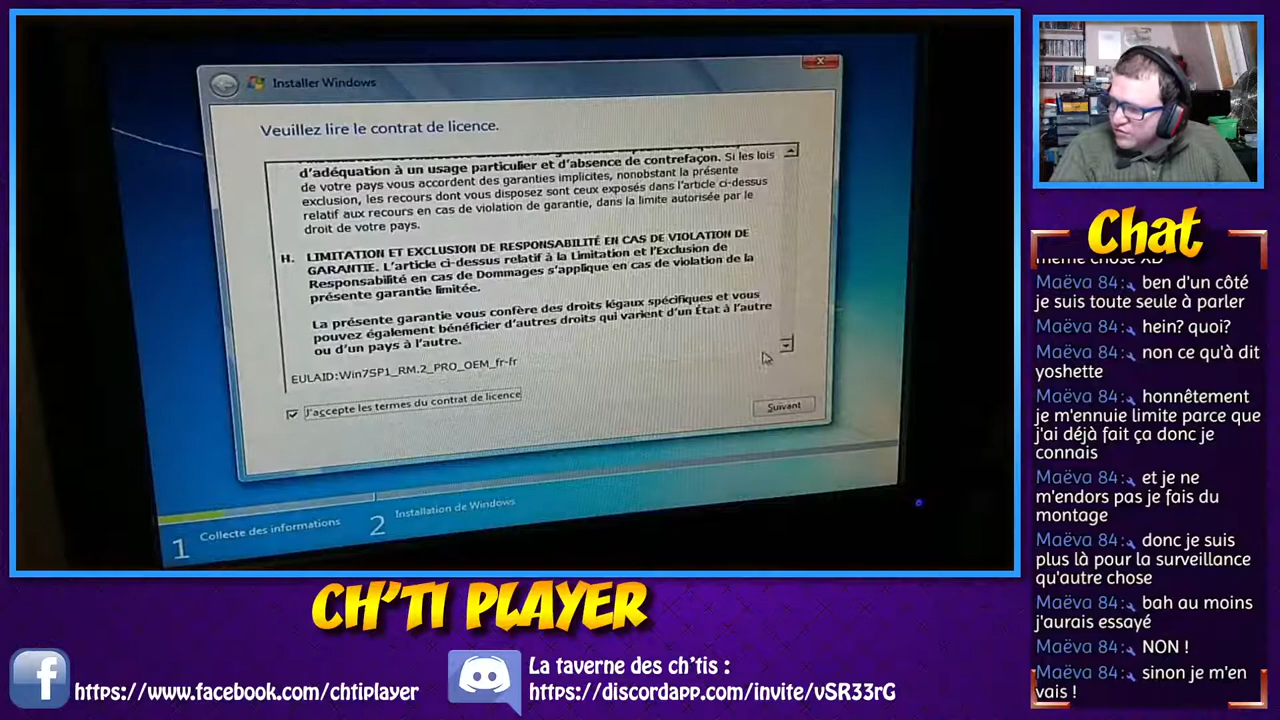 Installer Windows
Veuillez lire le contrat de licence.
d'adéquation à un usage particulier et d'absence de contrefaçon. Si les lois
de votre pays vous accordent des garanties implicites, nonobstant la présente
exclusion, les recours dont vous disposez sont ceux exposés dans l'article ci-dessus
relatif aux recours en cas de violation de garantie, dans la limite autorisée par le
droit de votre pays.
H. LIMITATION ET EXCLUSION DE RESPONSABILITÉ EN CAS DE VIOLATION DE
GARANTIE. L'article ci-dessus relatif à la Limitation et l'Exclusion de
Responsabilité en cas de Dommages s'applique en cas de violation de la
présente garantie limitée.
La présente garantie vous confère des droits légaux spécifiques et vous
pouvez également bénéficier d'autres droits qui varient d'un État à l'autre
ou d'un pays à l'autre.
EULAID:Win7SP1_RM.2_PRO_OEM_fr-fr
J'accepte les termes du contrat de licence
Suivant
1 Collecte des informations
2 Installation de Windows
Chat
même chose XD
Maëva 84: ben d'un côté
je suis toute seule à parler
Maëva 84: hein? quoi?
Maëva 84: non ce qu'à dit
yoshette
Maëva 84: honnêtement
je m'ennuie limite parce que
j'ai déjà fait ça donc je
connais
Maëva 84: et je ne
m'endors pas je fais du
montage
Maëva 84: donc je suis
plus là pour la surveillance
qu'autre chose
Maëva 84: bah au moins
j'aurais essayé
Maëva 84: NON !
Maëva 84: sinon je m'en
vais !
CH'TI PLAYER
https://www.facebook.com/chtiplayer
La taverne des ch'tis :
https://discordapp.com/invite/vSR33rG